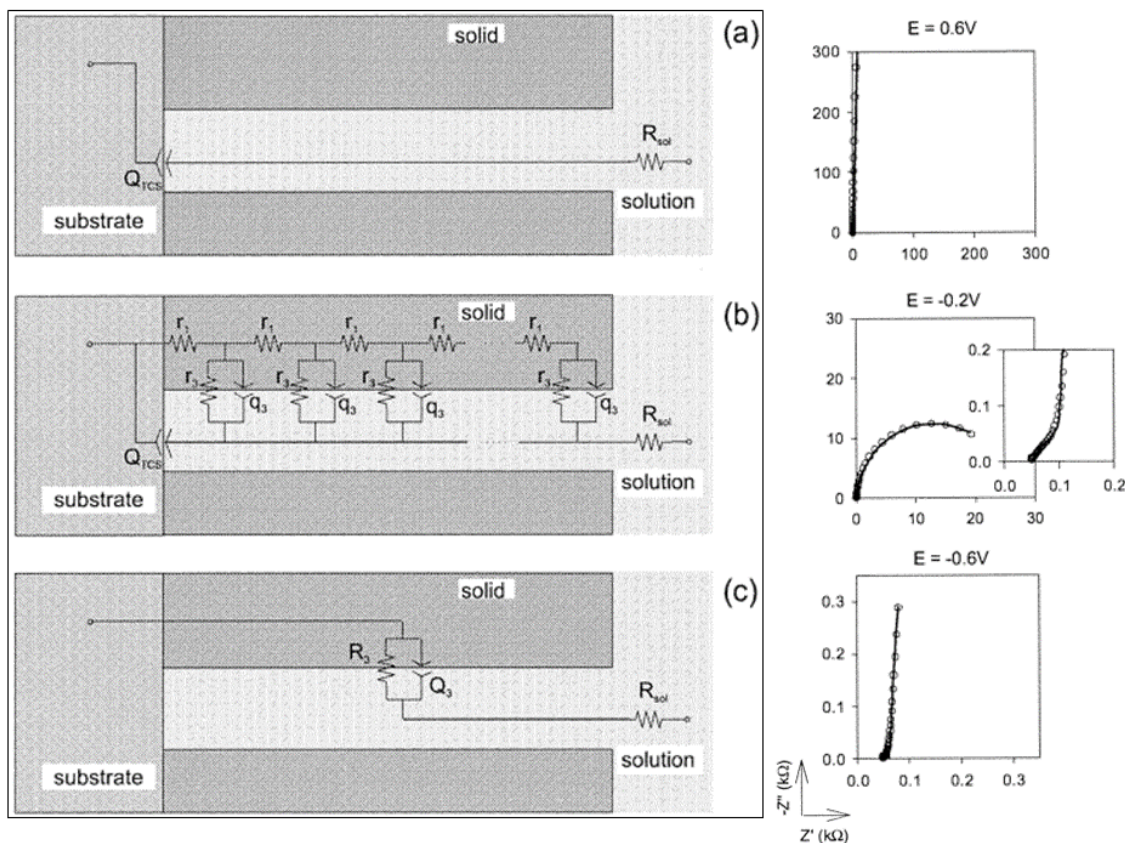 (a)
solid
R_sol
Q_TCS
substrate
solution
E = 0.6V
300
200
100
0
0 100 200 300
(b)
solid
r₁ r₁ r₁ r₁ r₁
r₃ r₃ r₃ r₃
q₃ q₃ q₃ q₃
R_sol
Q_TCS
substrate
solution
E = -0.2V
30
20
10
0
0 10 20 30
0.2
0.1
0.0
0.0 0.1 0.2
(c)
solid
R₃
Q₃
R_sol
substrate
solution
E = -0.6V
0.3
0.2
0.1
0.0
0.0 0.1 0.2 0.3
-Z'' (kΩ)
Z' (kΩ)